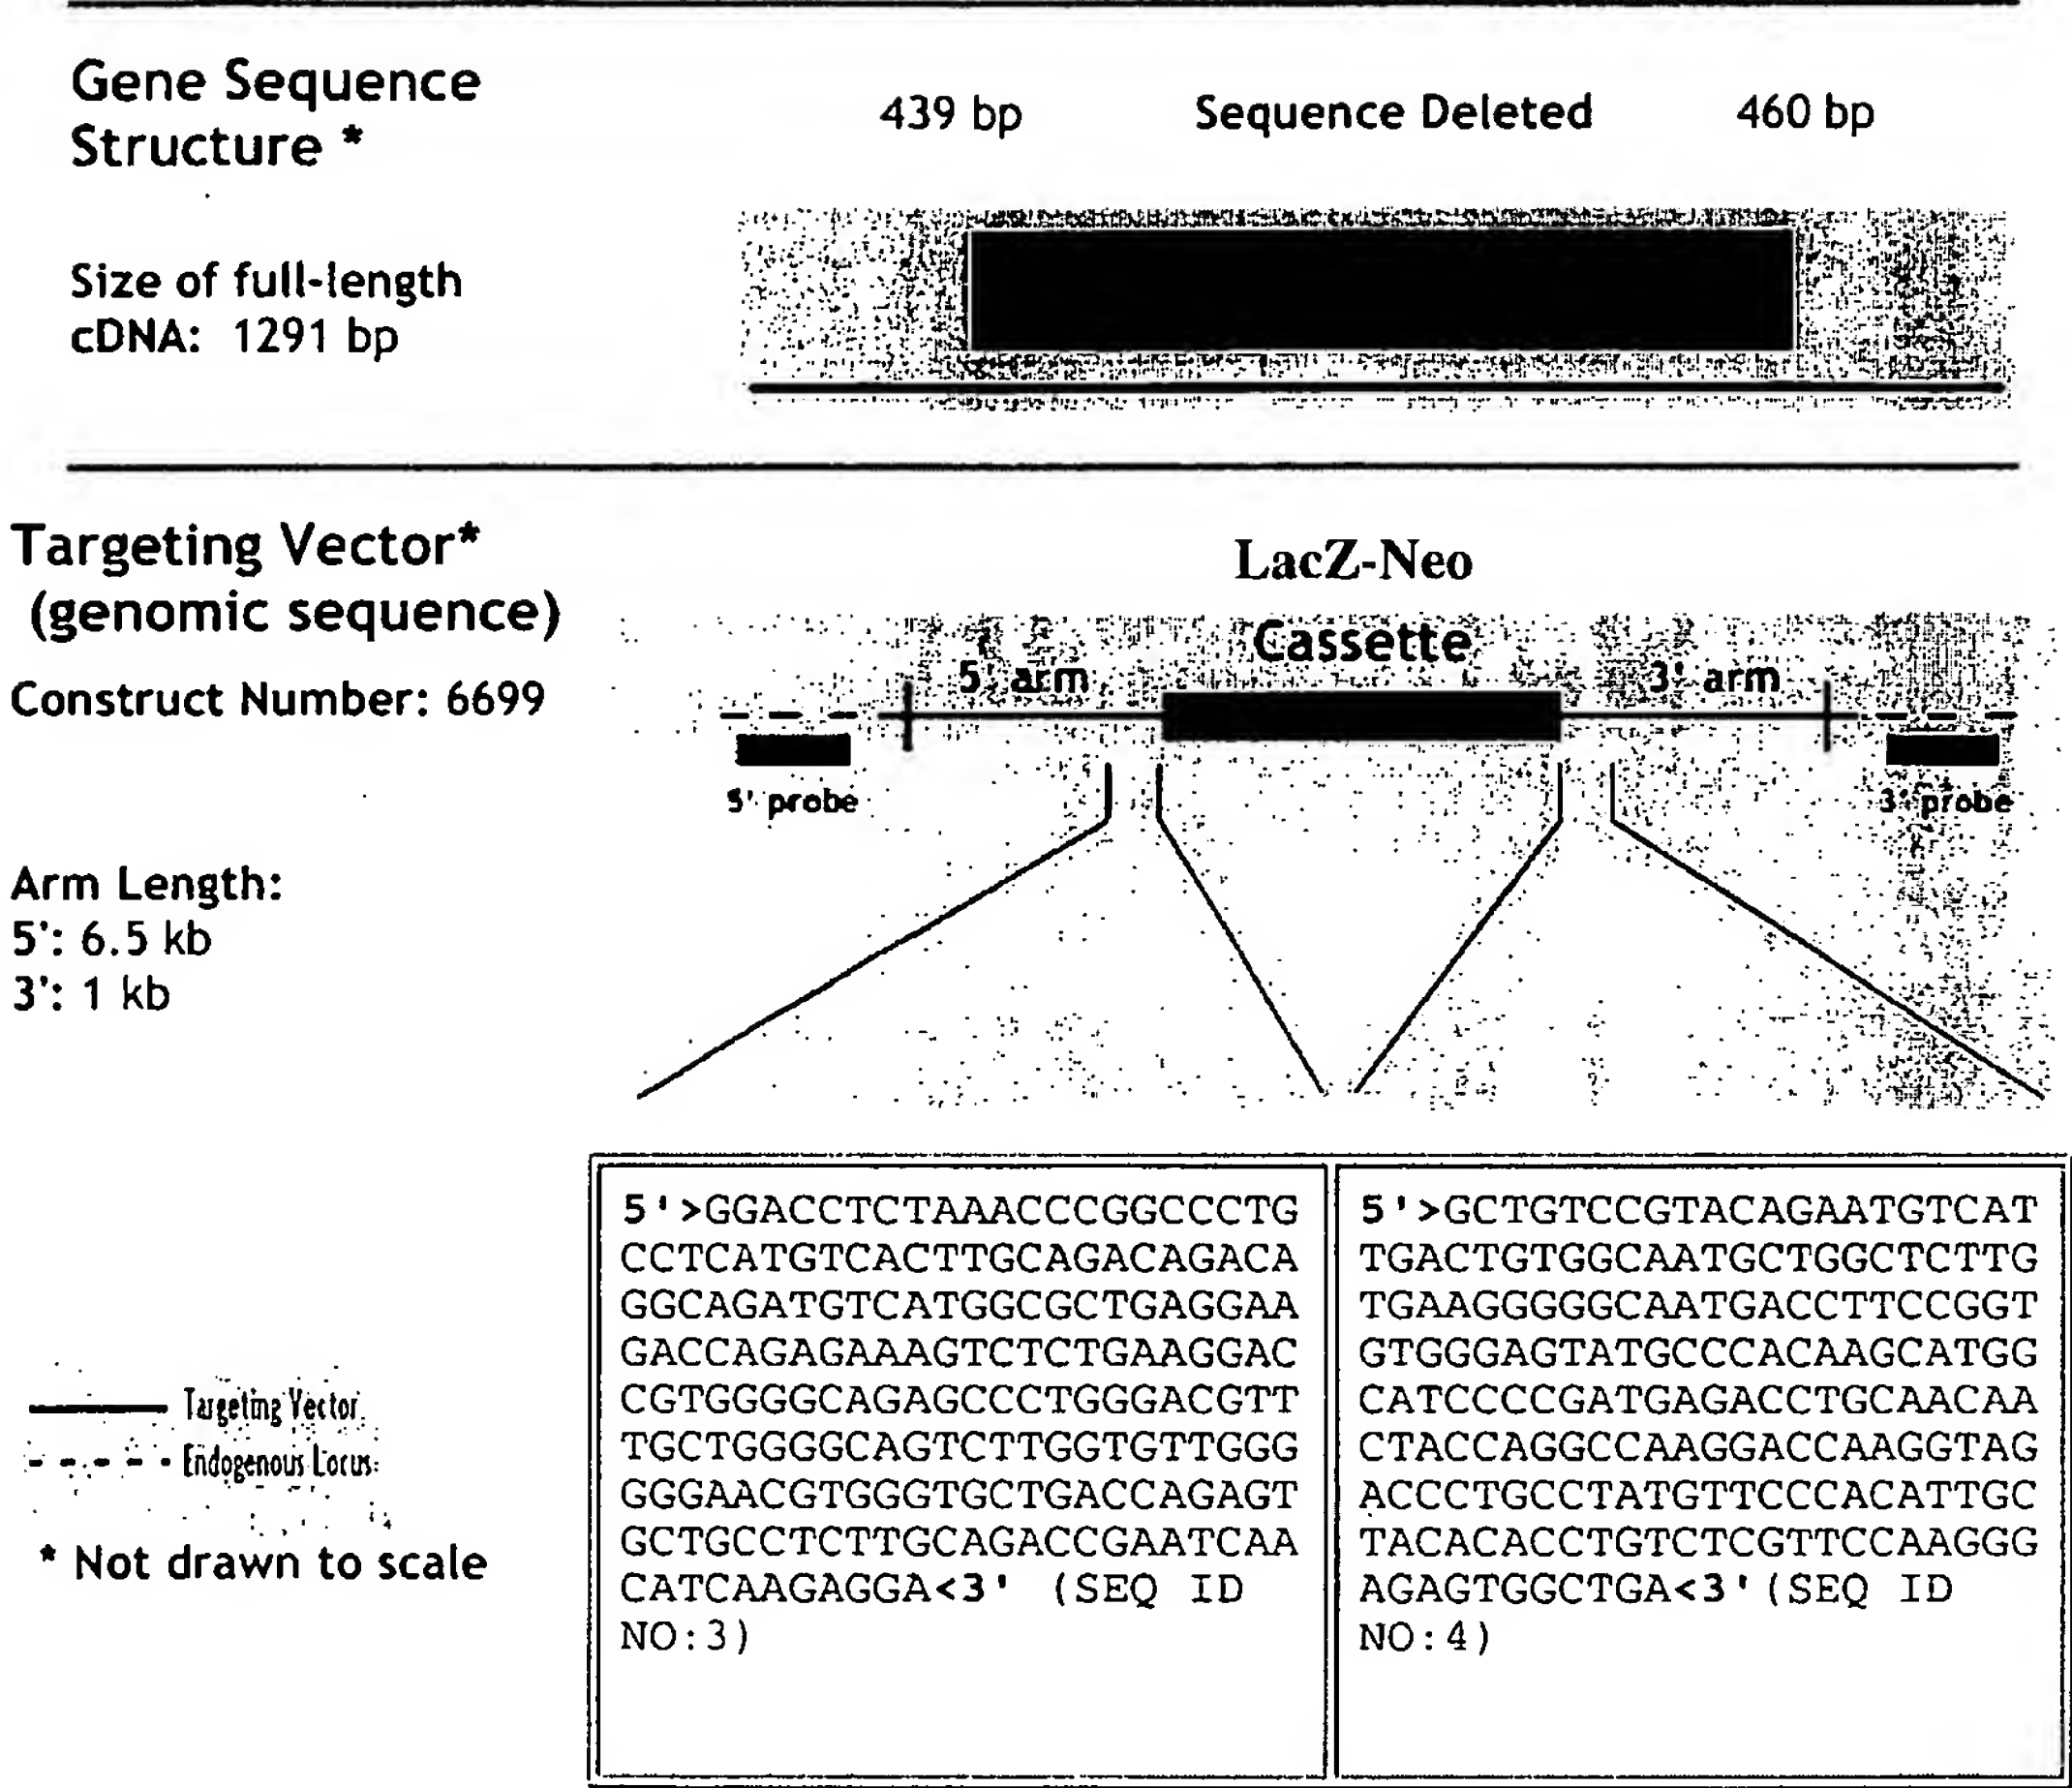 Gene Sequence
Structure *
439 bp
Sequence Deleted
460 bp
Size of full-length
cDNA: 1291 bp
Targeting Vector*
(genomic sequence)
Construct Number: 6699
LacZ-Neo
Cassette
5' arm
3' arm
5' probe
3' probe
Arm Length:
5': 6.5 kb
3': 1 kb
5'>GGACCTCTAAACCCGGCCCTG
CCTCATGTCACTTGCAGACAGACA
GGCAGATGTCATGGCGCTGAGGAA
GACCAGAGAAAGTCTCTGAAGGAC
CGTGGGGCAGAGCCCTGGGACGTT
TGCTGGGGCAGTCTTGGTGTTGGG
GGGAACGTGGGTGCTGACCAGAGT
GCTGCCTCTTGCAGACCGAATCAA
CATCAAGAGGA<3' (SEQ ID
NO:3)
5'>GCTGTCCGTACAGAATGTCAT
TGACTGTGGCAATGCTGGCTCTTG
TGAAGGGGGCAATGACCTTCCGGT
GTGGGAGTATGCCCACAAGCATGG
CATCCCCGATGAGACCTGCAACAA
CTACCAGGCCAAGGACCAAGGTAG
ACCCTGCCTATGTTCCCACATTGC
TACACACCTGTCTCGTTCCAAGGG
AGAGTGGCTGA<3'(SEQ ID
NO:4)
Targeting Vector
Endogenous Locus
* Not drawn to scale